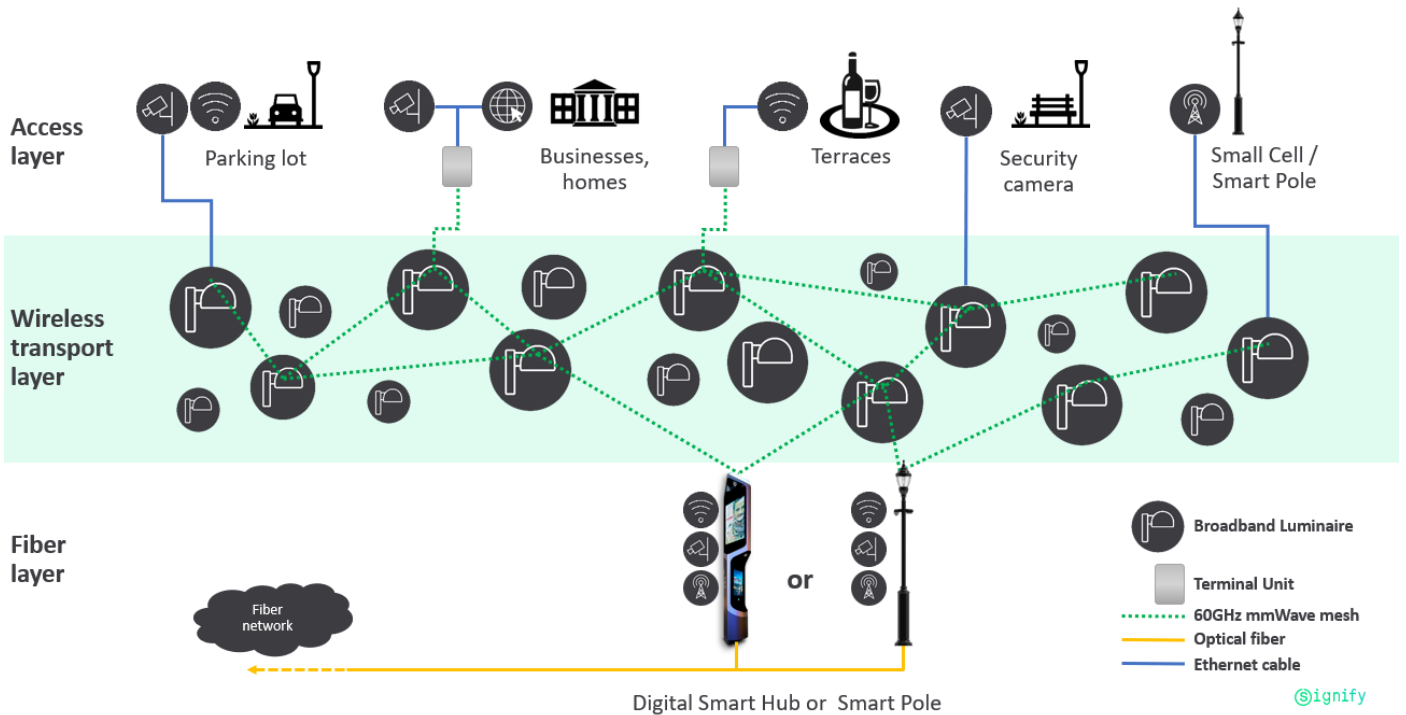 Access
layer
Parking lot
Businesses,
homes
Terraces
Security
camera
Small Cell /
Smart Pole
Wireless
transport
layer
Fiber
layer
Fiber
network
or
Digital Smart Hub or Smart Pole
Broadband Luminaire
Terminal Unit
60GHz mmWave mesh
Optical fiber
Ethernet cable
Signify